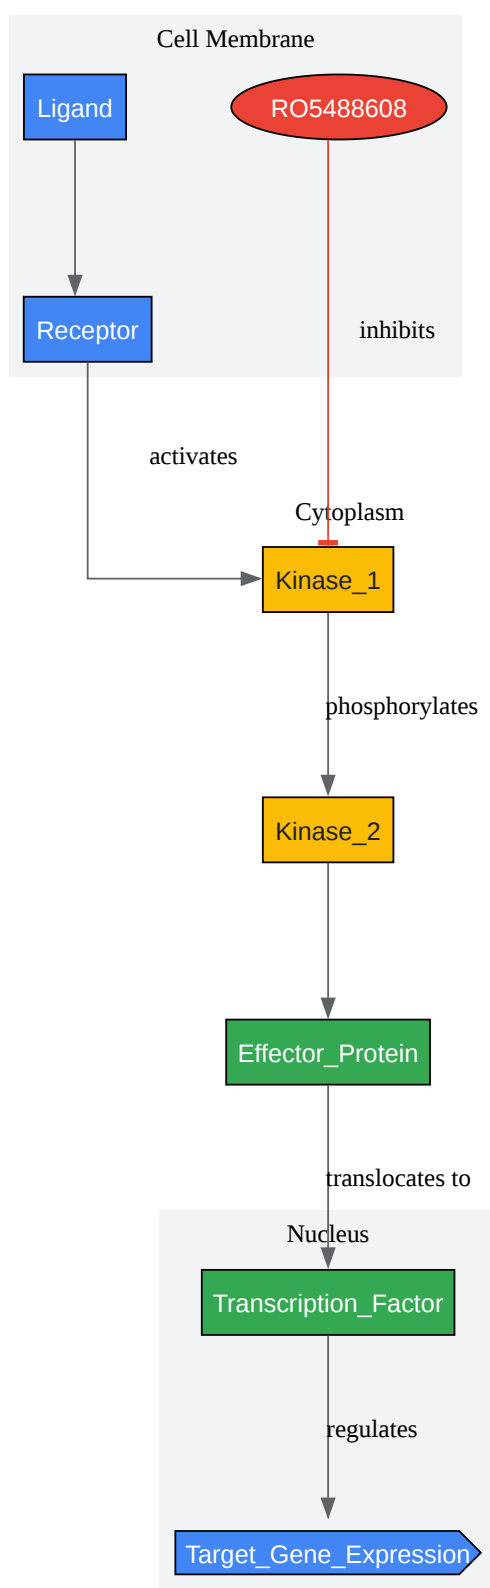 Cell Membrane
Ligand
RO5488608
Receptor
inhibits
activates
Cytoplasm
Kinase_1
phosphorylates
Kinase_2
Effector_Protein
translocates to
Nucleus
Transcription_Factor
regulates
Target_Gene_Expression